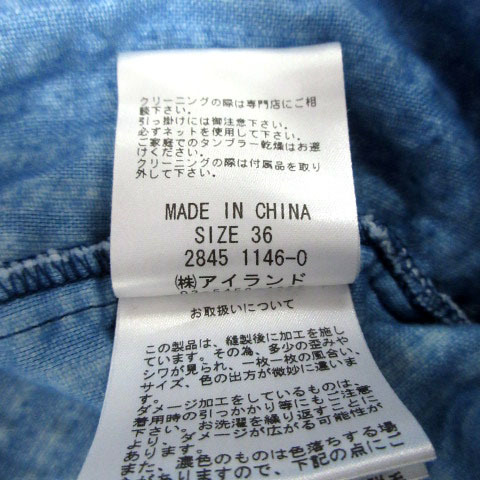 クリーニングの際は専門店にご相
談下さい。
引っ掛けには御注意下さい。
必ずネットを使用して下さい。
ご家庭でのタンブラー乾燥はお避
けください。
クリーニングの際は付属品を取り
外して下さい。
MADE IN CHINA
SIZE 36
2845 1146-0
㈱アイランド
お取扱いについて
この製品は、縫製後に加工を施し
ています。その為、多少の歪みや
シワが見られ、一枚一枚の風合い、
サイズ、色の出方が微妙に違いま
す。
ダメージ加工をしているものは、
着用時の引っかかり等にもご注意
下さい。お洗濯を繰り返すことに
より、ダメージが広がる可能性が
また、濃色のものは色落ちする場
ございますので、下記の点にご